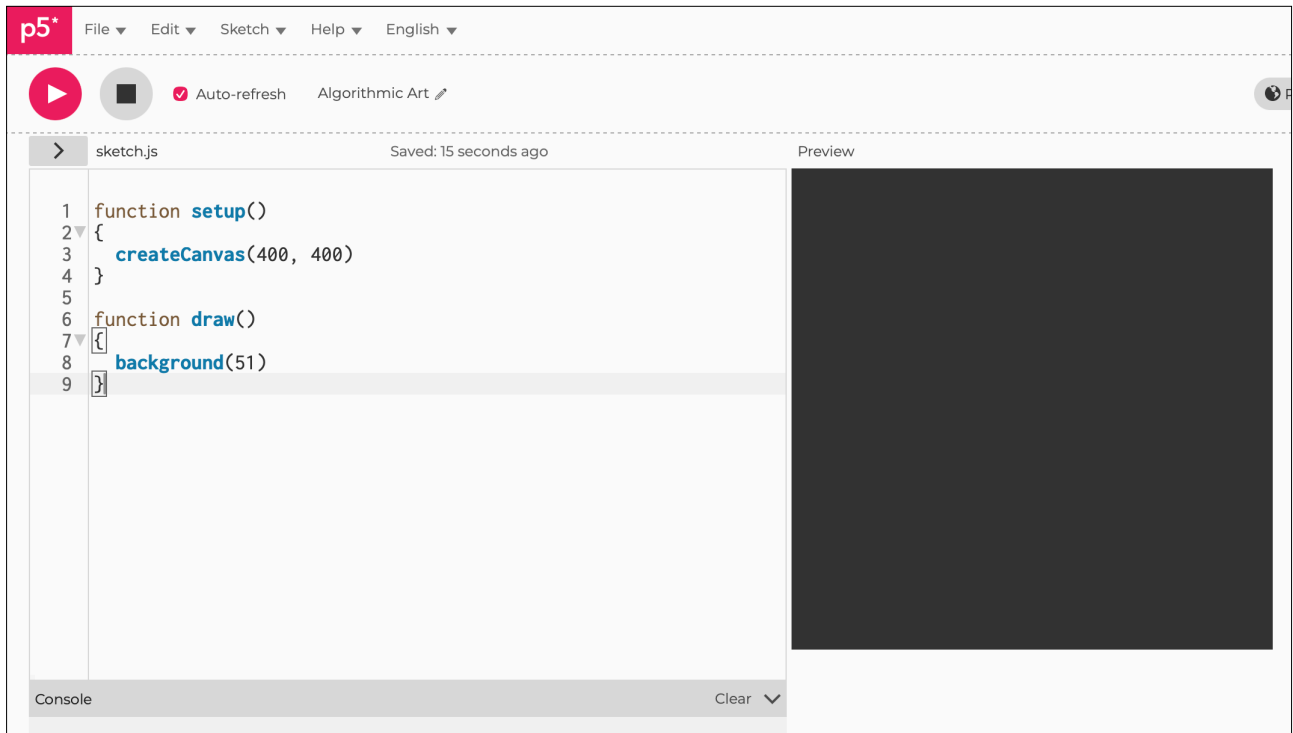 p5*
File Edit Sketch Help English
Auto-refresh Algorithmic Art
sketch.js Saved: 15 seconds ago Preview
1 function setup()
2 {
3   createCanvas(400, 400)
4 }
5
6 function draw()
7 {
8   background(51)
9 }
Console Clear